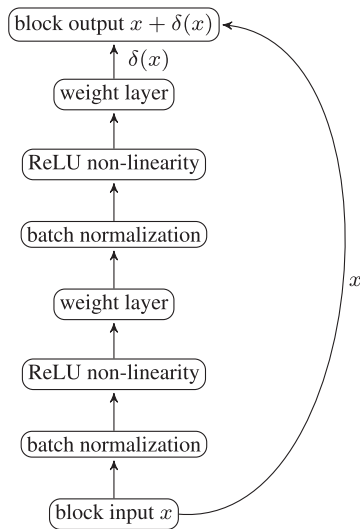 block output x + δ(x)
δ(x)
weight layer
ReLU non-linearity
batch normalization
weight layer
x
ReLU non-linearity
batch normalization
block input x